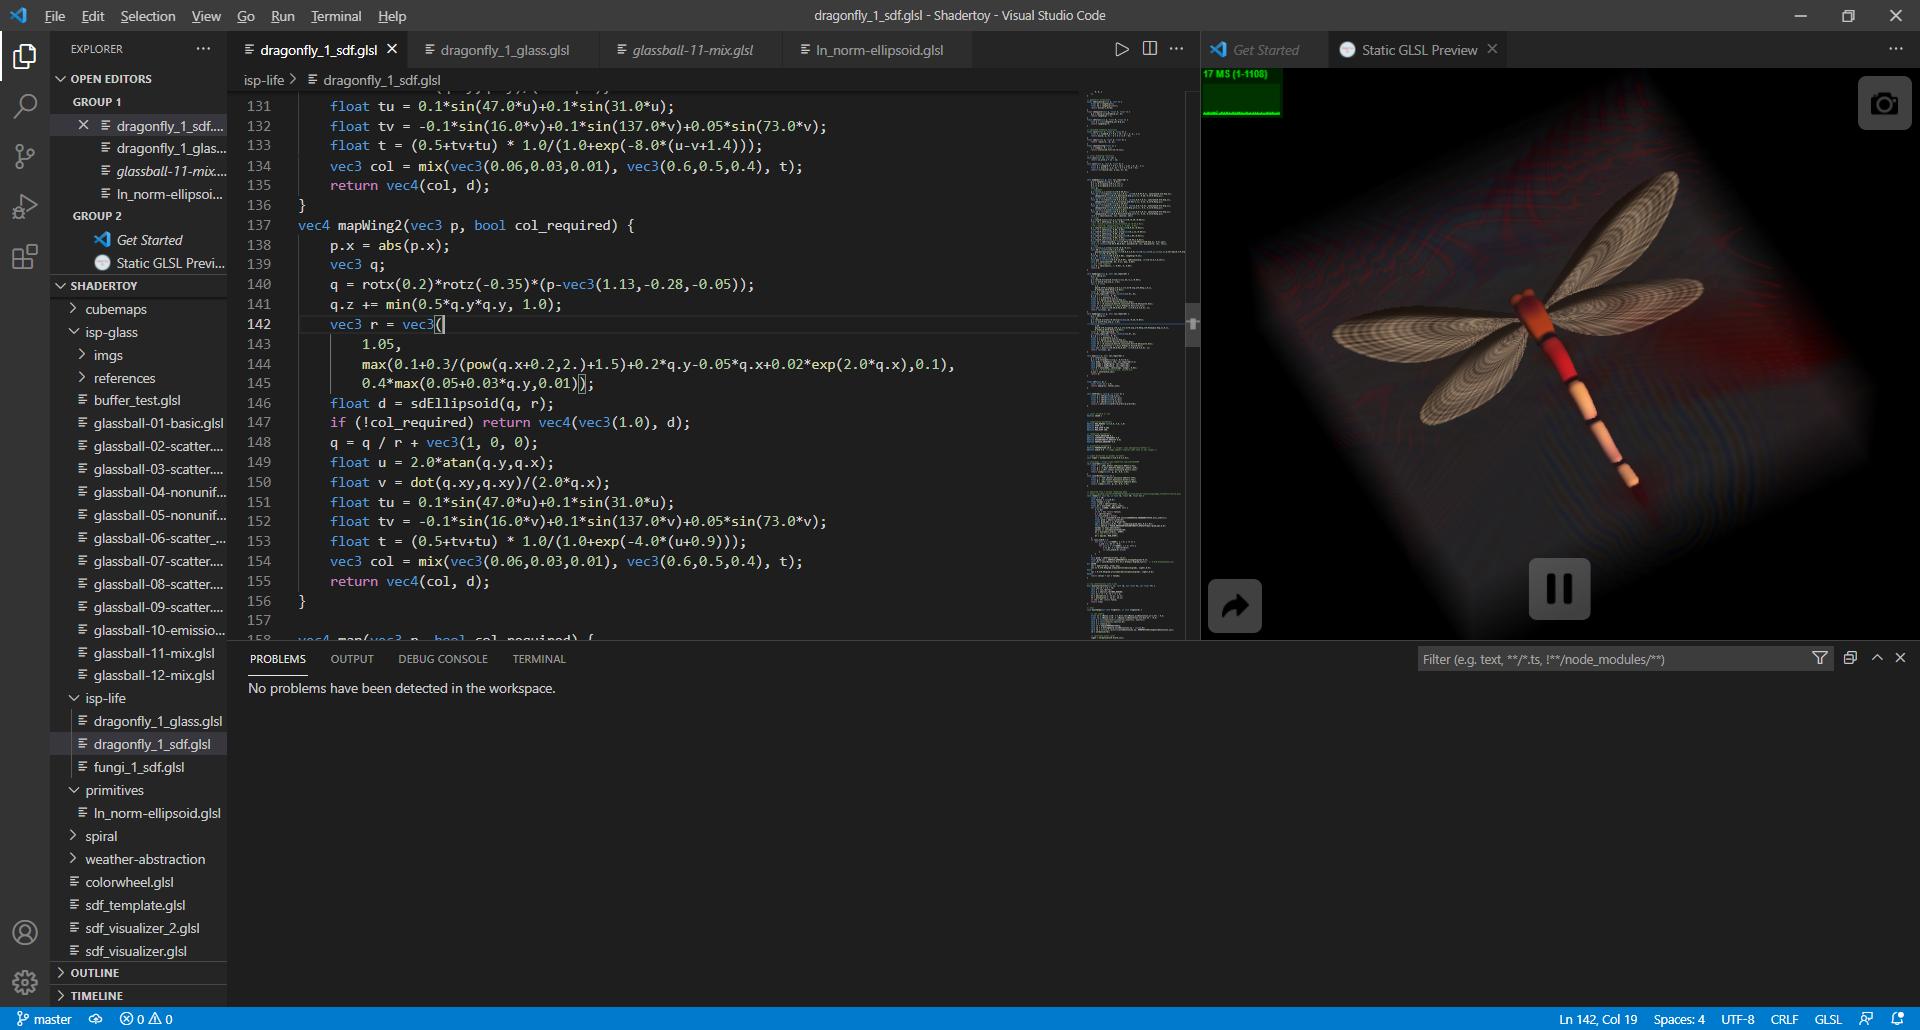 File Edit Selection View Go Run Terminal Help
dragonfly_1_sdf.glsl - Shadertoy - Visual Studio Code
EXPLORER
OPEN EDITORS
GROUP 1
dragonfly_1_sdf....
dragonfly_1_glas...
glassball-11-mix....
ln_norm-ellipsoi...
GROUP 2
Get Started
Static GLSL Previ...
SHADERTOY
cubemaps
isp-glass
imgs
references
buffer_test.glsl
glassball-01-basic.glsl
glassball-02-scatter....
glassball-03-scatter....
glassball-04-nonunif...
glassball-05-nonunif...
glassball-06-scatter_...
glassball-07-scatter....
glassball-08-scatter....
glassball-09-scatter....
glassball-10-emissio...
glassball-11-mix.glsl
glassball-12-mix.glsl
isp-life
dragonfly_1_glass.glsl
dragonfly_1_sdf.glsl
fungi_1_sdf.glsl
primitives
ln_norm-ellipsoid.glsl
spiral
weather-abstraction
colorwheel.glsl
sdf_template.glsl
sdf_visualizer_2.glsl
sdf_visualizer.glsl
OUTLINE
TIMELINE
dragonfly_1_sdf.glsl dragonfly_1_glass.glsl glassball-11-mix.glsl ln_norm-ellipsoid.glsl
isp-life > dragonfly_1_sdf.glsl
131 float tu = 0.1*sin(47.0*u)+0.1*sin(31.0*u);
132 float tv = -0.1*sin(16.0*v)+0.1*sin(137.0*v)+0.05*sin(73.0*v);
133 float t = (0.5+tv+tu) * 1.0/(1.0+exp(-8.0*(u-v+1.4)));
134 vec3 col = mix(vec3(0.06,0.03,0.01), vec3(0.6,0.5,0.4), t);
135 return vec4(col, d);
136 }
137 vec4 mapWing2(vec3 p, bool col_required) {
138 p.x = abs(p.x);
139 vec3 q;
140 q = rotx(0.2)*rotz(-0.35)*(p-vec3(1.13,-0.28,-0.05));
141 q.z += min(0.5*q.y*q.y, 1.0);
142 vec3 r = vec3(
143 1.05,
144 max(0.1+0.3/(pow(q.x+0.2,2.)+1.5)+0.2*q.y-0.05*q.x+0.02*exp(2.0*q.x),0.1),
145 0.4*max(0.05+0.03*q.y,0.01));
146 float d = sdEllipsoid(q, r);
147 if (!col_required) return vec4(vec3(1.0), d);
148 q = q / r + vec3(1, 0, 0);
149 float u = 2.0*atan(q.y,q.x);
150 float v = dot(q.xy,q.xy)/(2.0*q.x);
151 float tu = 0.1*sin(47.0*u)+0.1*sin(31.0*u);
152 float tv = -0.1*sin(16.0*v)+0.1*sin(137.0*v)+0.05*sin(73.0*v);
153 float t = (0.5+tv+tu) * 1.0/(1.0+exp(-4.0*(u+0.9)));
154 vec3 col = mix(vec3(0.06,0.03,0.01), vec3(0.6,0.5,0.4), t);
155 return vec4(col, d);
156 }
157
158 vec4 map(vec3 p, bool col_required) {
Get Started Static GLSL Preview
17 MS (1-1108)
PROBLEMS OUTPUT DEBUG CONSOLE TERMINAL
Filter (e.g. text, **/*.ts, !**/node_modules/**)
No problems have been detected in the workspace.
master 0 0
Ln 142, Col 19 Spaces: 4 UTF-8 CRLF GLSL